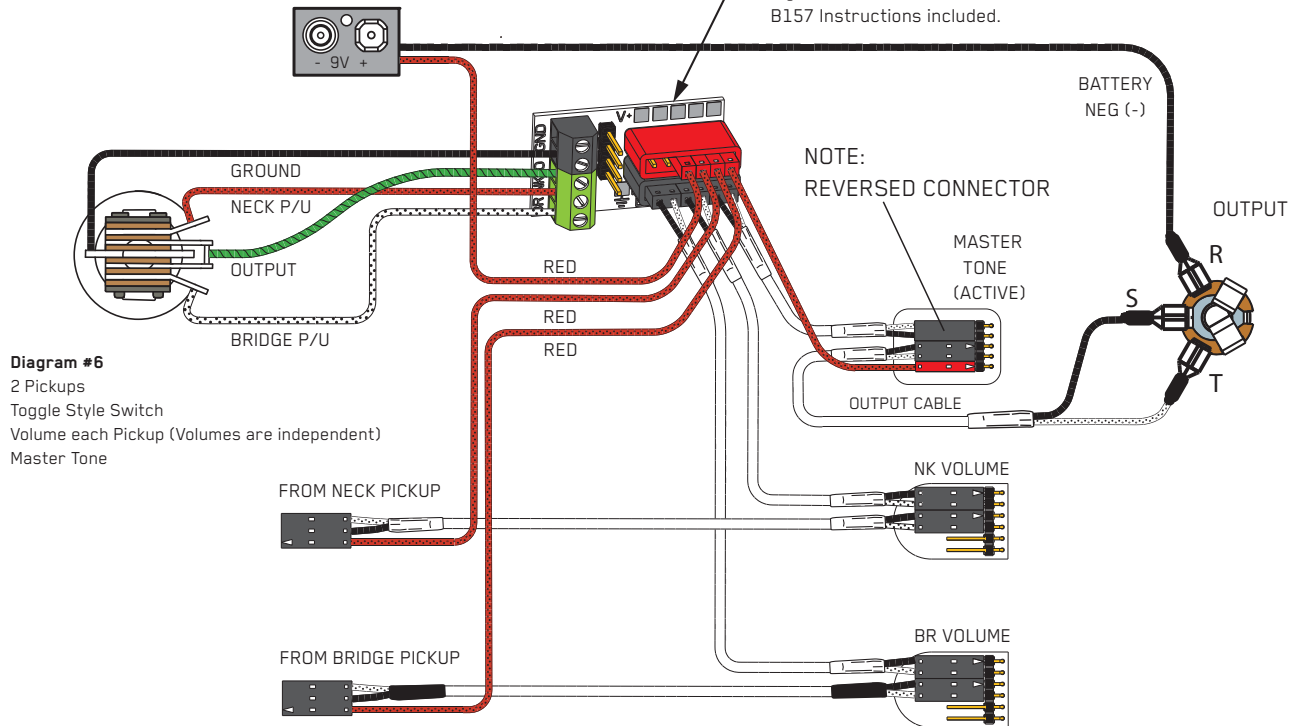 B157 Instructions included.
- 9V +
BATTERY
NEG (-)
V+
GND
GROUND
NECK P/U
OUTPUT
BRIDGE P/U
RED
RED
RED
NOTE:
REVERSED CONNECTOR
MASTER
TONE
(ACTIVE)
OUTPUT
R
S
T
OUTPUT CABLE
Diagram #6
2 Pickups
Toggle Style Switch
Volume each Pickup (Volumes are independent)
Master Tone
FROM NECK PICKUP
NK VOLUME
FROM BRIDGE PICKUP
BR VOLUME